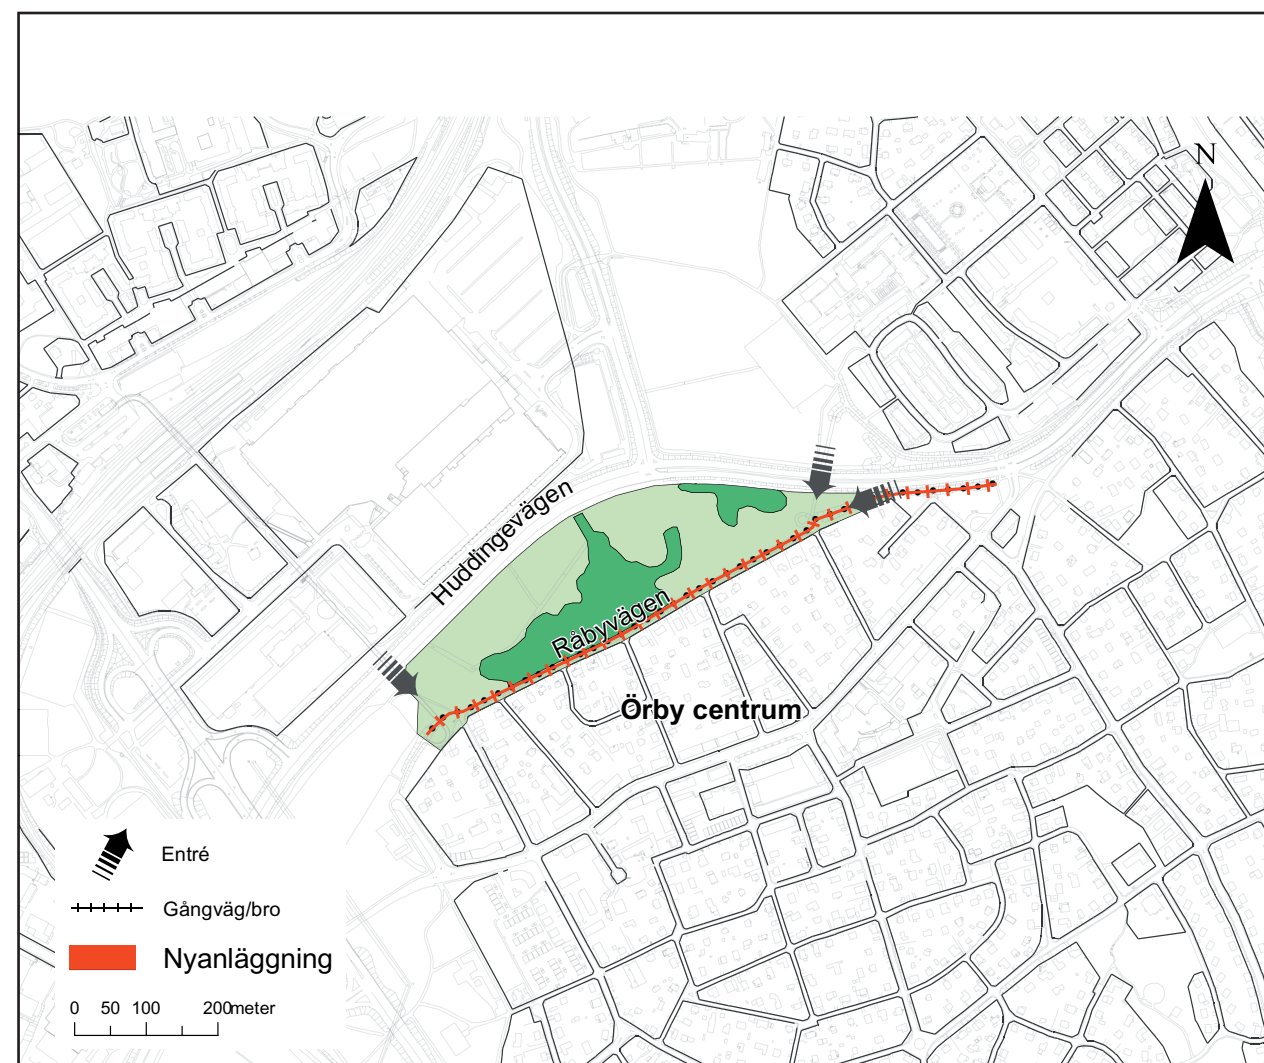 N
Huddingevägen
Råbyvägen
Örby centrum
Entré
Gångväg/bro
Nyanläggning
0 50 100 200meter